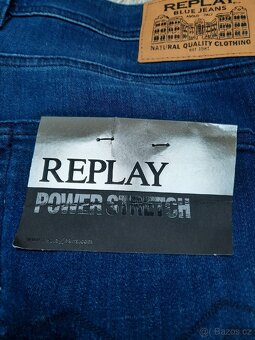 REPLAY
BLUE JEANS
NATURAL QUALITY CLOTHING
REPLAY
POWER STRETCH
Bazos.cz